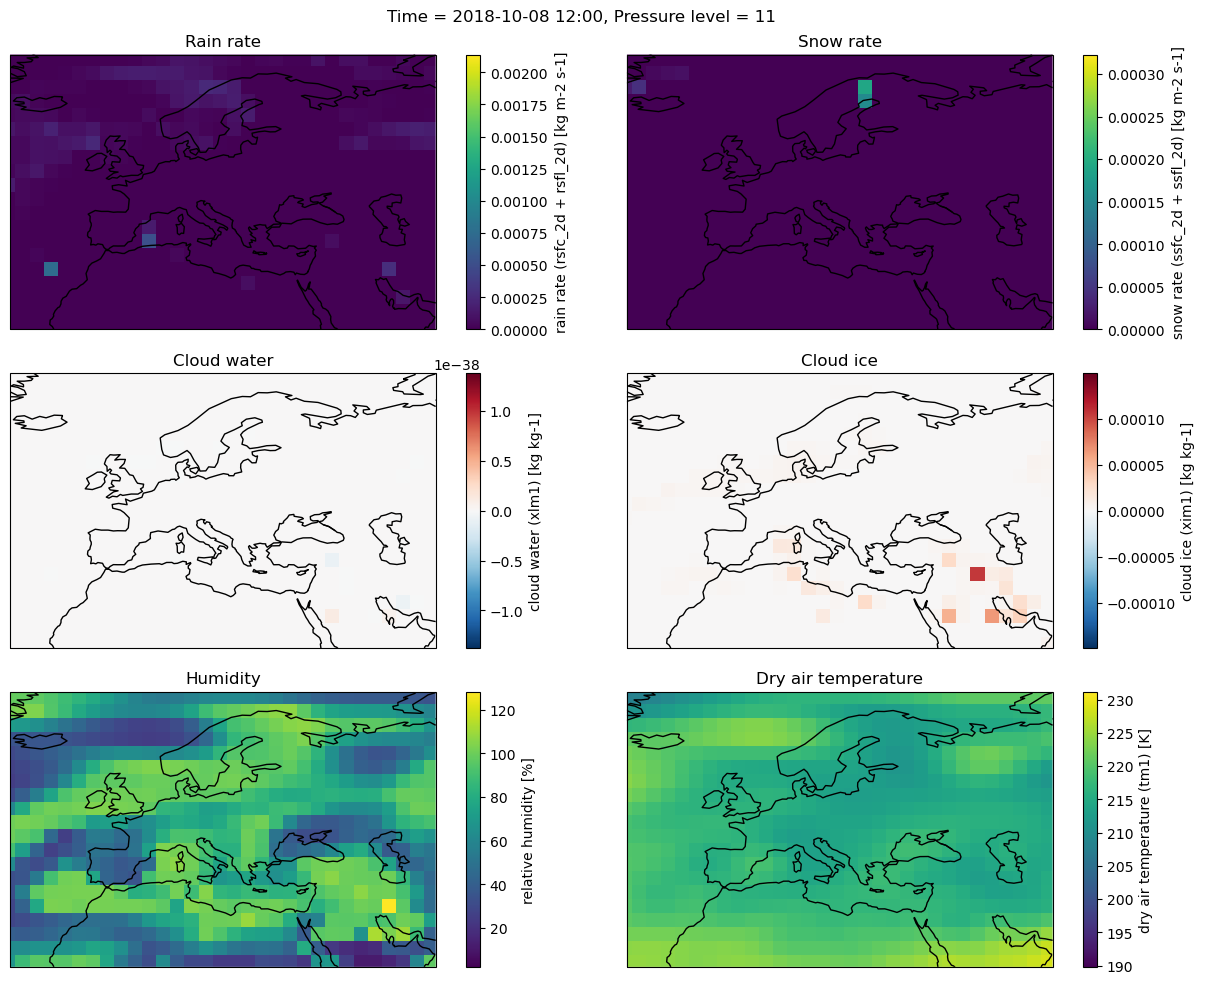 Time = 2018-10-08 12:00, Pressure level = 11
Rain rate
0.00200
0.00175
0.00150
0.00125
0.00100
0.00075
0.00050
0.00025
0.00000
rain rate (rsfc_2d + rsfl_2d) [kg m-2 s-1]
Snow rate
0.00030
0.00025
0.00020
0.00015
0.00010
0.00005
0.00000
snow rate (ssfc_2d + ssfl_2d) [kg m-2 s-1]
Cloud water
1e−38
1.0
0.5
0.0
−0.5
−1.0
cloud water (xlm1) [kg kg-1]
Cloud ice
0.00010
0.00005
0.00000
−0.00005
−0.00010
cloud ice (xim1) [kg kg-1]
Humidity
120
100
80
60
40
20
relative humidity [%]
Dry air temperature
230
225
220
215
210
205
200
195
190
dry air temperature (tm1) [K]